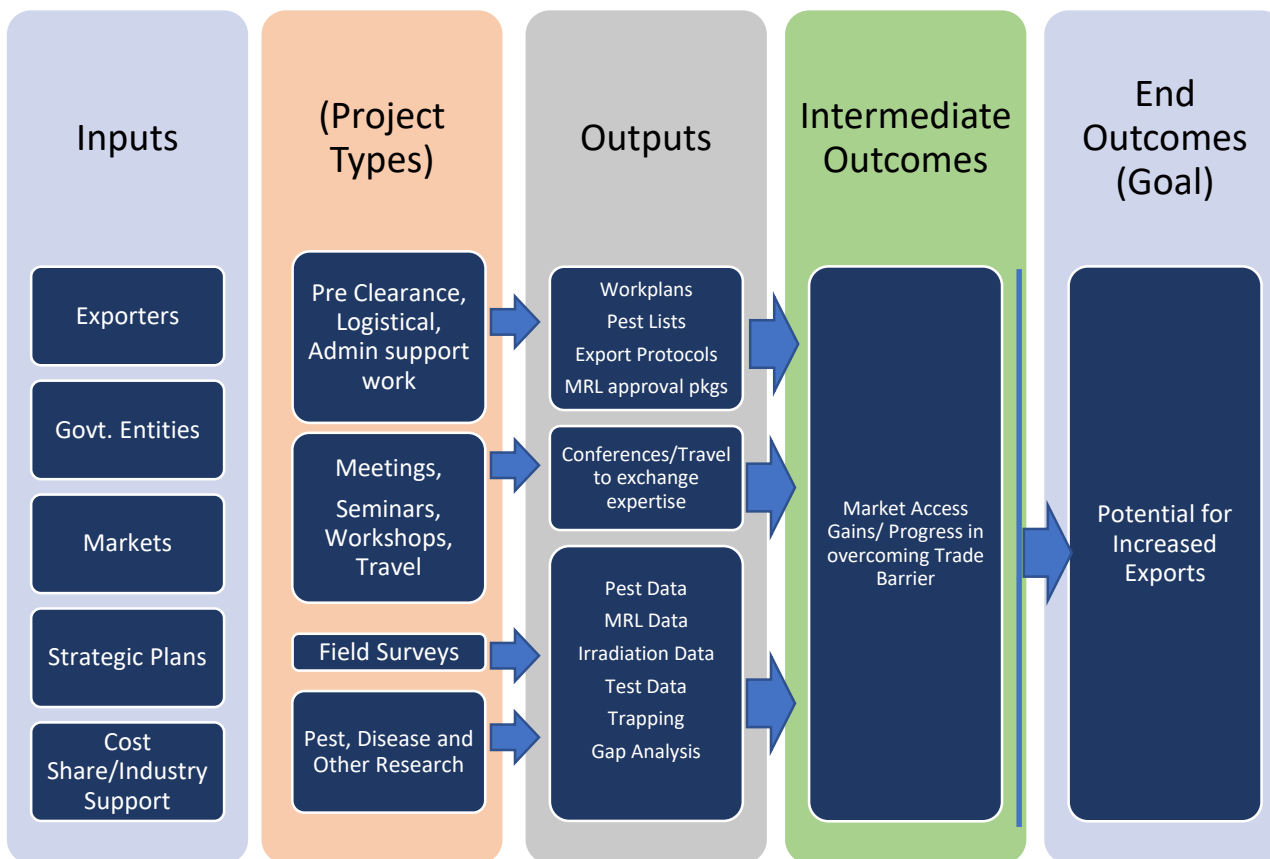 Inputs
Exporters
Govt. Entities
Markets
Strategic Plans
Cost
Share/Industry
Support
(Project
Types)
Pre Clearance,
Logistical,
Admin support
work
Meetings,
Seminars,
Workshops,
Travel
Field Surveys
Pest, Disease and
Other Research
Outputs
Workplans
Pest Lists
Export Protocols
MRL approval pkgs
Conferences/Travel
to exchange
expertise
Pest Data
MRL Data
Irradiation Data
Test Data
Trapping
Gap Analysis
Intermediate
Outcomes
Market Access
Gains/ Progress in
overcoming Trade
Barrier
End
Outcomes
(Goal)
Potential for
Increased
Exports